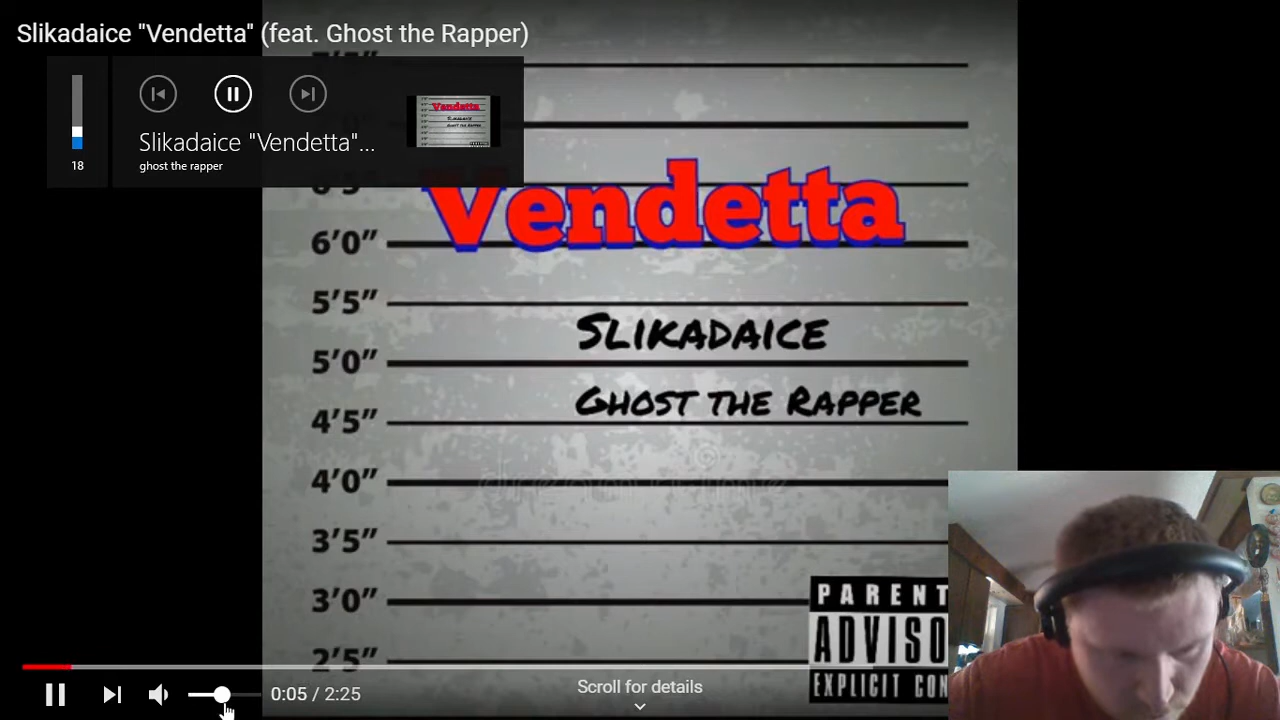 Slikadaice "Vendetta" (feat. Ghost the Rapper)
18
Slikadaice "Vendetta"...
ghost the rapper
Vendetta
6'0"
5'5"
Slikadaice
5'0"
Ghost the Rapper
4'5"
4'0"
3'5"
3'0"
2'5"
PARENT
ADVISO
EXPLICIT CON
0:05 / 2:25
Scroll for details